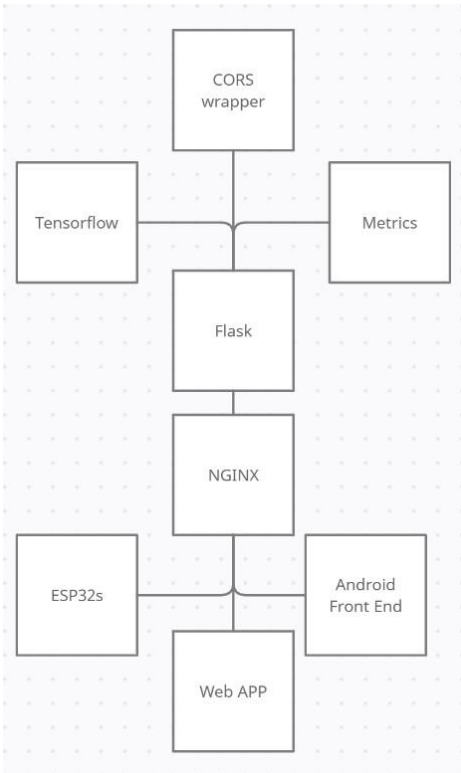 CORS
wrapper
Tensorflow
Metrics
Flask
NGINX
ESP32s
Android
Front End
Web APP